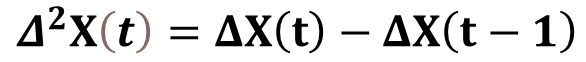 Δ²X(t) = ΔX(t) − ΔX(t − 1)